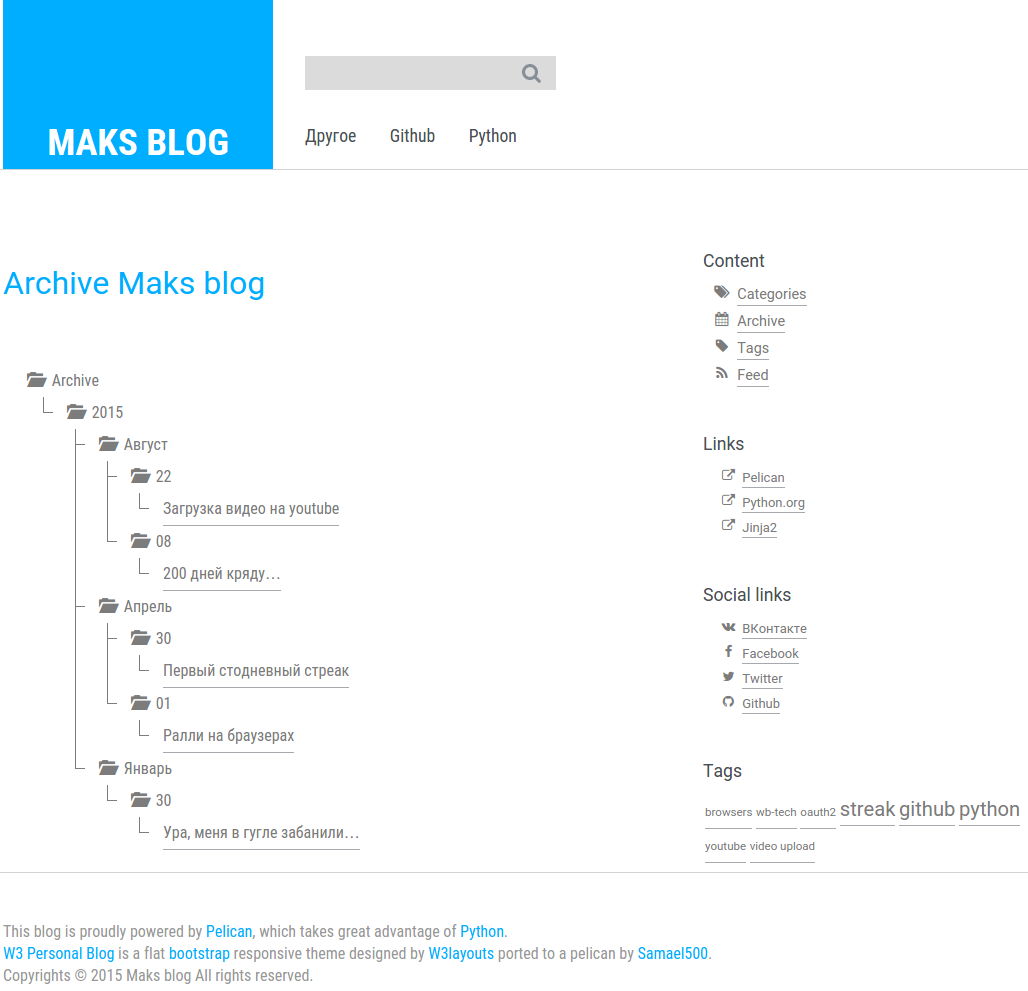 MAKS BLOG
Другое Github Python
Archive Maks blog
Archive
2015
Август
22
Загрузка видео на youtube
08
200 дней кряду…
Апрель
30
Первый стодневный стреак
01
Ралли на браузерах
Январь
30
Ура, меня в гугле забанили…
Content
Categories
Archive
Tags
Feed
Links
Pelican
Python.org
Jinja2
Social links
ВКонтакте
Facebook
Twitter
Github
Tags
browsers wb-tech oauth2 streak github python
youtube video upload
This blog is proudly powered by Pelican, which takes great advantage of Python.
W3 Personal Blog is a flat bootstrap responsive theme designed by W3layouts ported to a pelican by Samael500.
Copyrights © 2015 Maks blog All rights reserved.